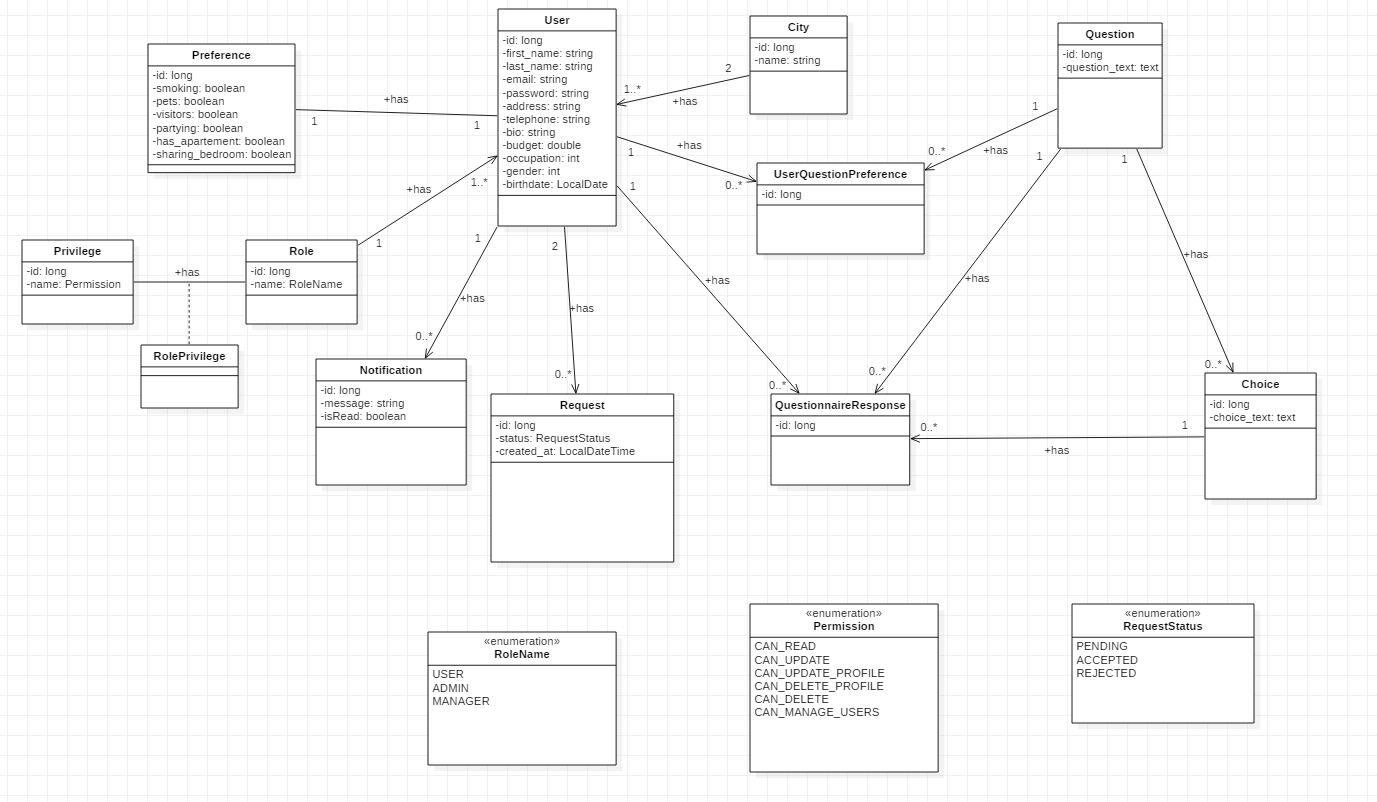 User
-id: long
-first_name: string
-last_name: string
-email: string
-password: string
-address: string
-telephone: string
-bio: string
-budget: double
-occupation: int
-gender: int
-birthdate: LocalDate
City
-id: long
-name: string
Question
-id: long
-question_text: text
Preference
-id: long
-smoking: boolean
-pets: boolean
-visitors: boolean
-partying: boolean
-has_apartement: boolean
-sharing_bedroom: boolean
+has
1
1
2
1..*
+has
1
0..*
+has
1
0..*
+has
UserQuestionPreference
-id: long
1
1
1
+has
1..*
1
Privilege
-id: long
-name: Permission
+has
Role
-id: long
-name: RoleName
RolePrivilege
1
+has
0..*
2
+has
0..*
+has
0..*
+has
0..*
+has
0..*
Notification
-id: long
-message: string
-isRead: boolean
Request
-id: long
-status: RequestStatus
-created_at: LocalDateTime
QuestionnaireResponse
-id: long
0..*
1
+has
Choice
-id: long
-choice_text: text
«enumeration»
RoleName
USER
ADMIN
MANAGER
«enumeration»
Permission
CAN_READ
CAN_UPDATE
CAN_UPDATE_PROFILE
CAN_DELETE_PROFILE
CAN_DELETE
CAN_MANAGE_USERS
«enumeration»
RequestStatus
PENDING
ACCEPTED
REJECTED